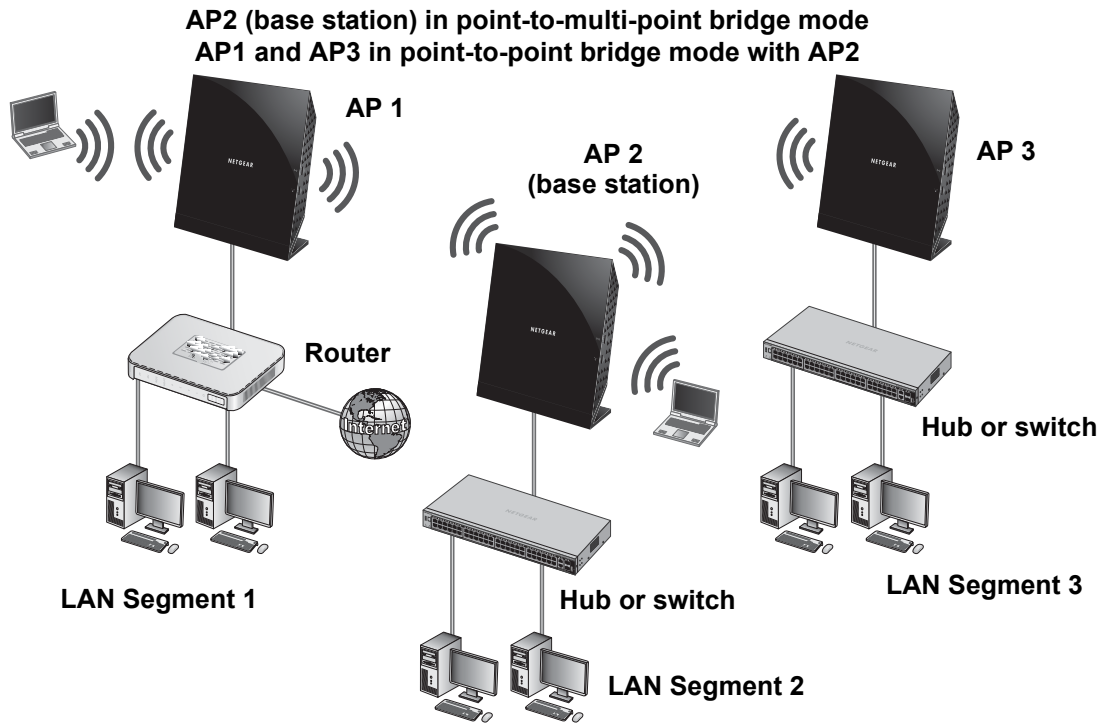 AP2 (base station) in point-to-multi-point bridge mode
AP1 and AP3 in point-to-point bridge mode with AP2
AP 1
AP 2
(base station)
AP 3
NETGEAR
NETGEAR
NETGEAR
Router
Internet
NETGEAR
Hub or switch
NETGEAR
Hub or switch
LAN Segment 1
LAN Segment 3
LAN Segment 2